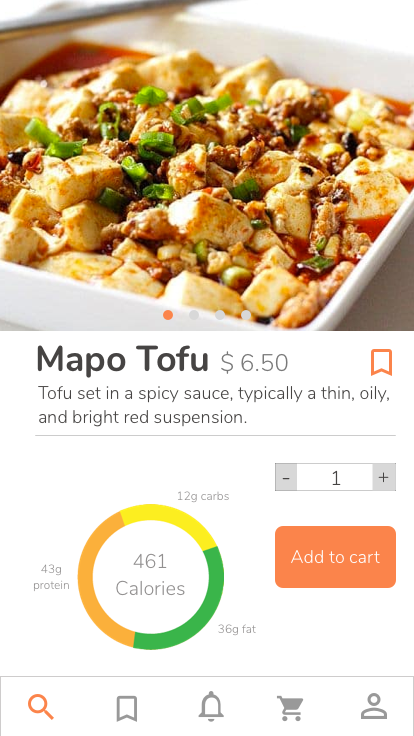 Mapo Tofu $ 6.50
Tofu set in a spicy sauce, typically a thin, oily,
and bright red suspension.
- 1 +
12g carbs
461
Calories
Add to cart
43g
protein
36g fat